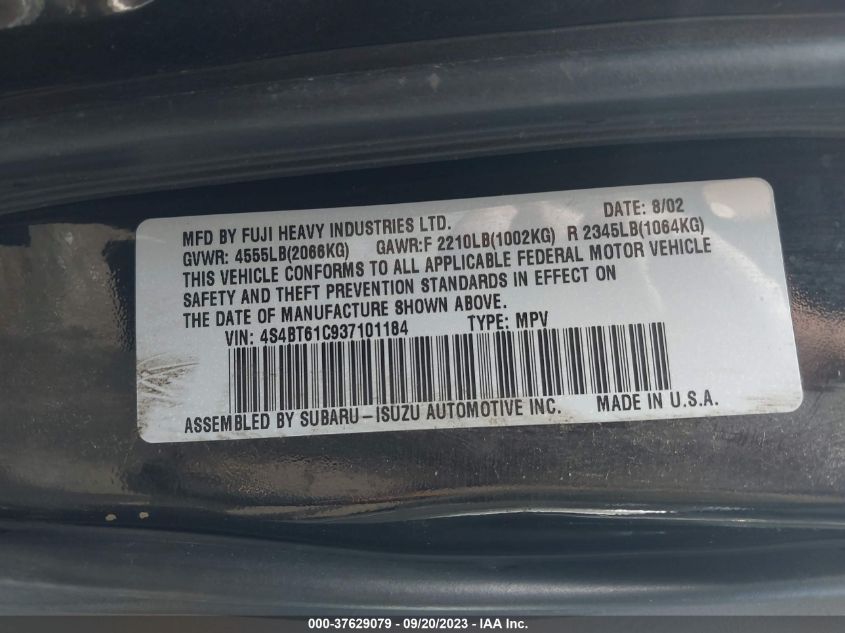 MFD BY FUJI HEAVY INDUSTRIES LTD. DATE: 8/02
GVWR: 4555LB(2066KG) GAWR:F 2210LB(1002KG) R 2345LB(1064KG)
THIS VEHICLE CONFORMS TO ALL APPLICABLE FEDERAL MOTOR VEHICLE
SAFETY AND THEFT PREVENTION STANDARDS IN EFFECT ON
THE DATE OF MANUFACTURE SHOWN ABOVE.
VIN: 4S4BT61C937101184 TYPE: MPV
ASSEMBLED BY SUBARU-ISUZU AUTOMOTIVE INC. MADE IN U.S.A.
000-37629079 - 09/20/2023 - IAA Inc.